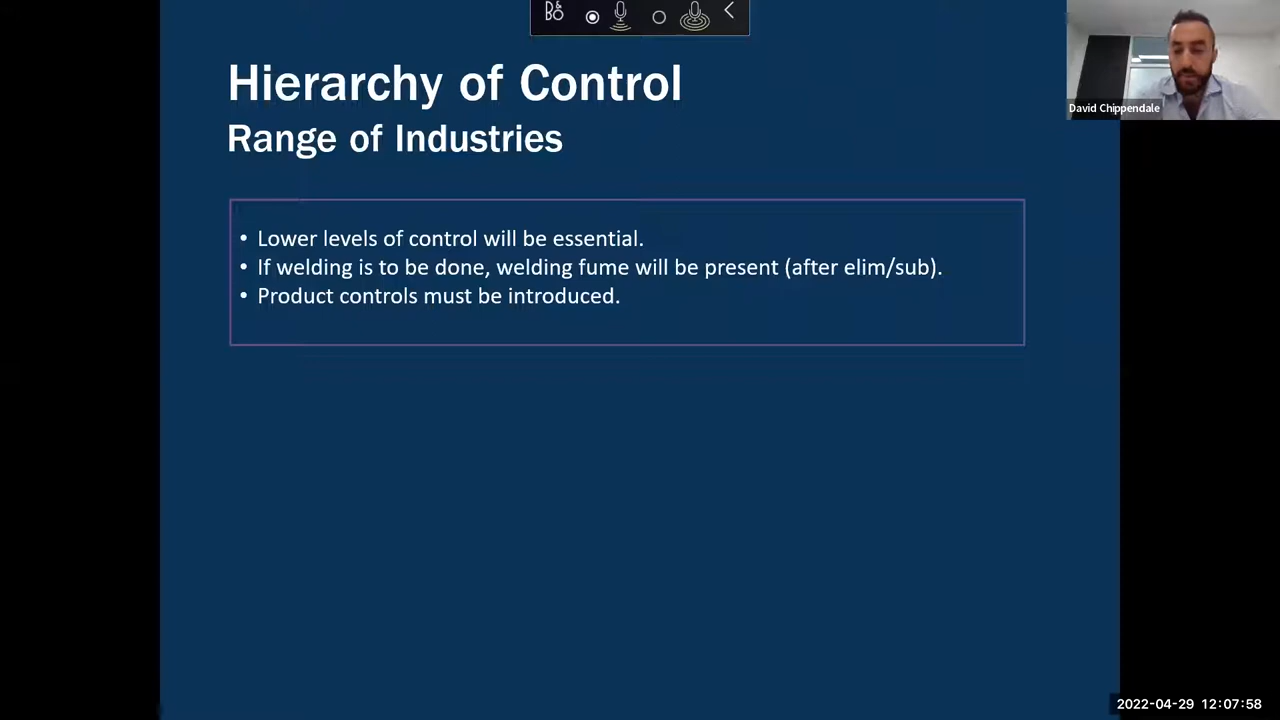 B&O
Hierarchy of Control
Range of Industries
David Chippendale
• Lower levels of control will be essential.
• If welding is to be done, welding fume will be present (after elim/sub).
• Product controls must be introduced.
2022-04-29 12:07:58